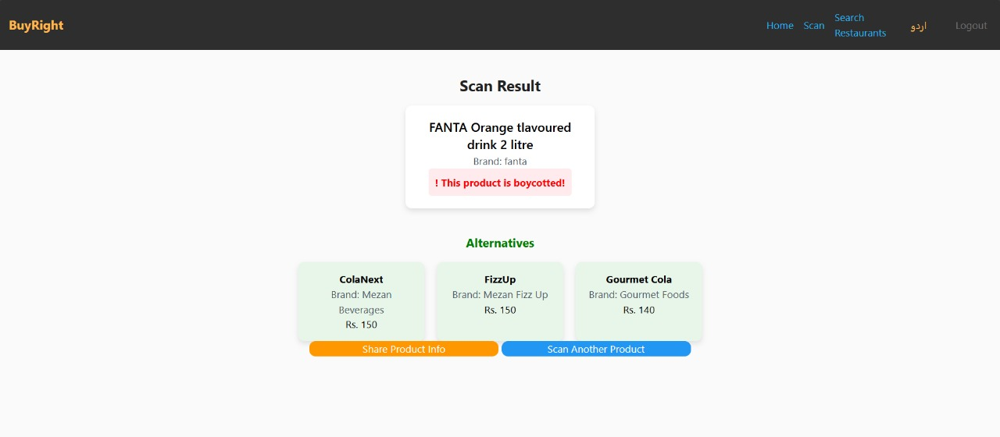 BuyRight
Home Scan Search Restaurants اردو Logout
Scan Result
FANTA Orange tlavoured
drink 2 litre
Brand: fanta
! This product is boycotted!
Alternatives
ColaNext
Brand: Mezan
Beverages
Rs. 150
FizzUp
Brand: Mezan Fizz Up
Rs. 150
Gourmet Cola
Brand: Gourmet Foods
Rs. 140
Share Product Info
Scan Another Product